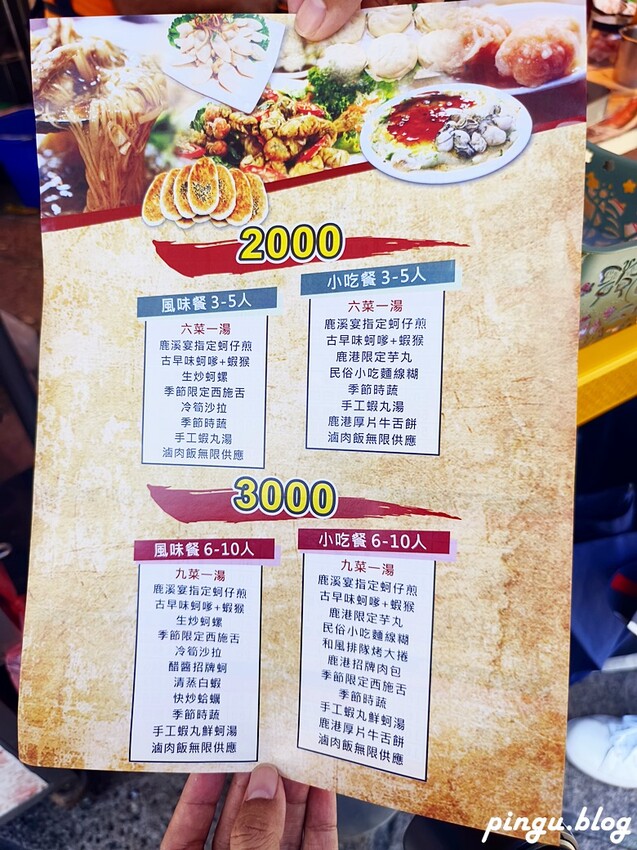 2000
風味餐 3-5人
六菜一湯
鹿溪宴指定蚵仔煎
古早味蚵嗲+蝦猴
生炒蚵螺
季節限定西施舌
冷筍沙拉
季節時蔬
手工蝦丸湯
滷肉飯無限供應
小吃餐 3-5人
六菜一湯
鹿溪宴指定蚵仔煎
古早味蚵嗲+蝦猴
鹿港限定芋丸
民俗小吃麵線糊
季節時蔬
手工蝦丸湯
鹿港厚片牛舌餅
滷肉飯無限供應
3000
風味餐 6-10人
九菜一湯
鹿溪宴指定蚵仔煎
古早味蚵嗲+蝦猴
生炒蚵螺
季節限定西施舌
冷筍沙拉
醋醬招牌蚵
清蒸白蝦
快炒蛤蠣
季節時蔬
手工蝦丸鮮蚵湯
滷肉飯無限供應
小吃餐 6-10人
九菜一湯
鹿溪宴指定蚵仔煎
古早味蚵嗲+蝦猴
鹿港限定芋丸
民俗小吃麵線糊
和風排隊烤大捲
鹿港招牌肉包
季節限定西施舌
季節時蔬
手工蝦丸鮮蚵湯
鹿港厚片牛舌餅
滷肉飯無限供應
pingu.blog